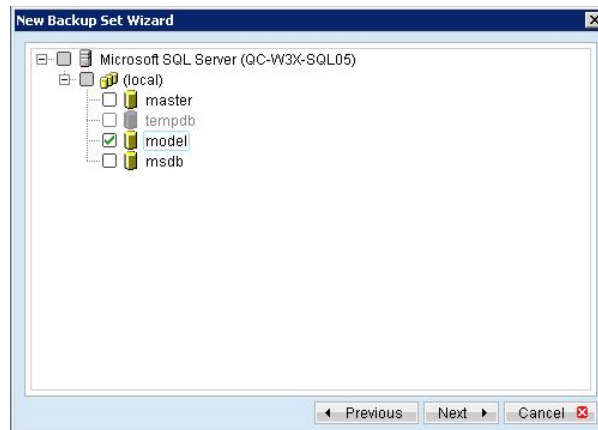 New Backup Set Wizard
Microsoft SQL Server (QC-W3X-SQL05)
(local)
master
tempdb
model
msdb
Previous Next Cancel